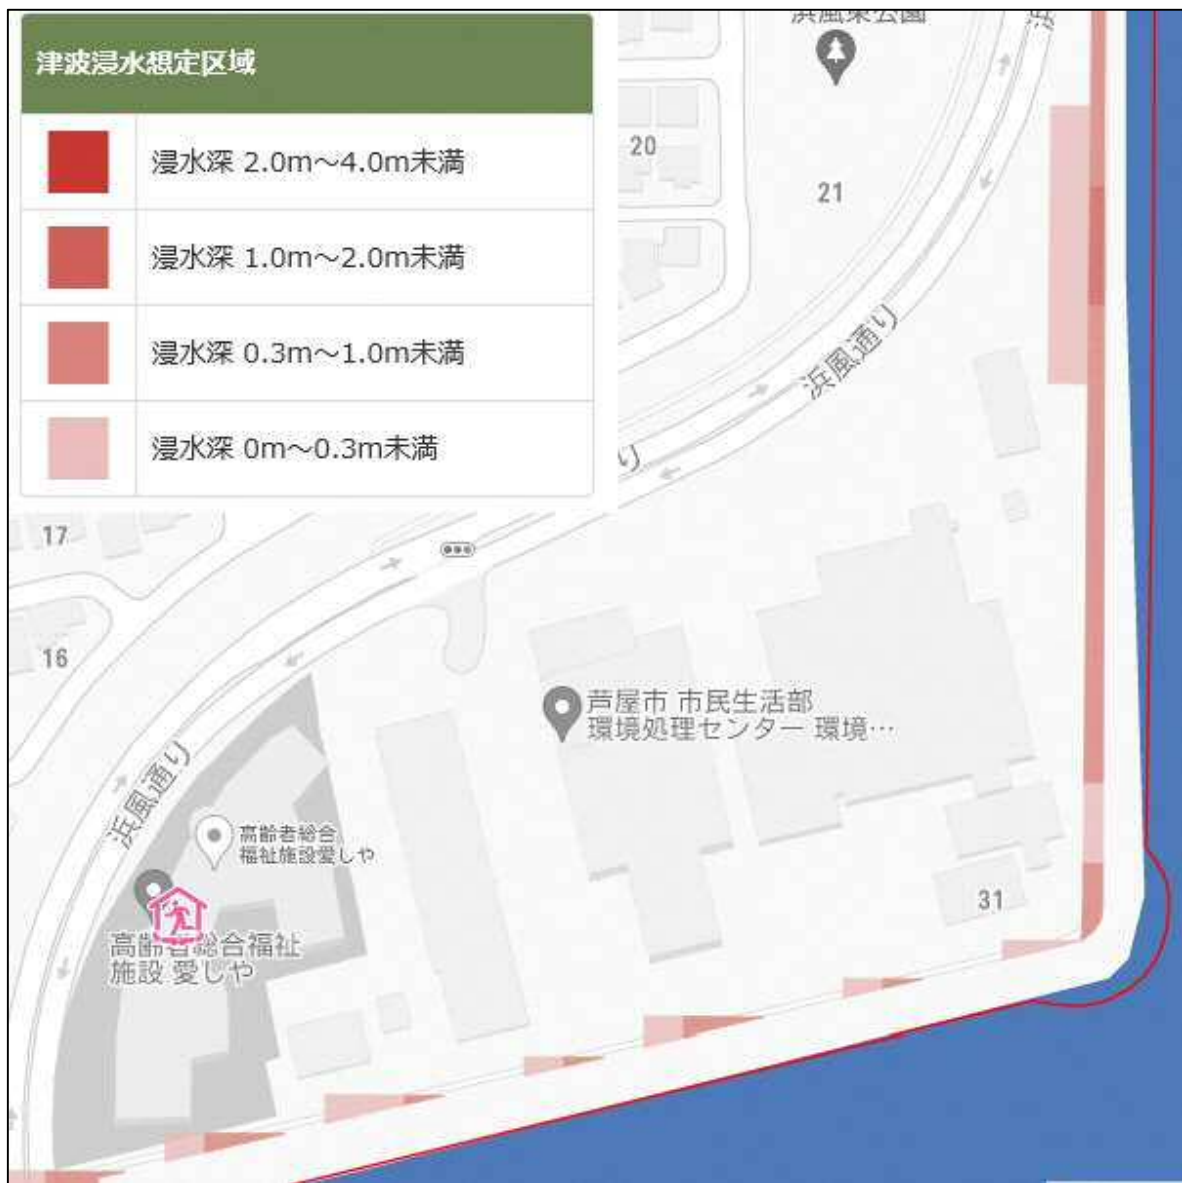 津波浸水想定区域
浸水深 2.0m～4.0m未満
浸水深 1.0m～2.0m未満
浸水深 0.3m～1.0m未満
浸水深 0m～0.3m未満
浜風東公園
浜
20
21
浜風通り
り
17
16
芦屋市 市民生活部
環境処理センター 環境…
浜風通り
高齢者総合
福祉施設愛しや
高齢者総合福祉
施設 愛しや
31